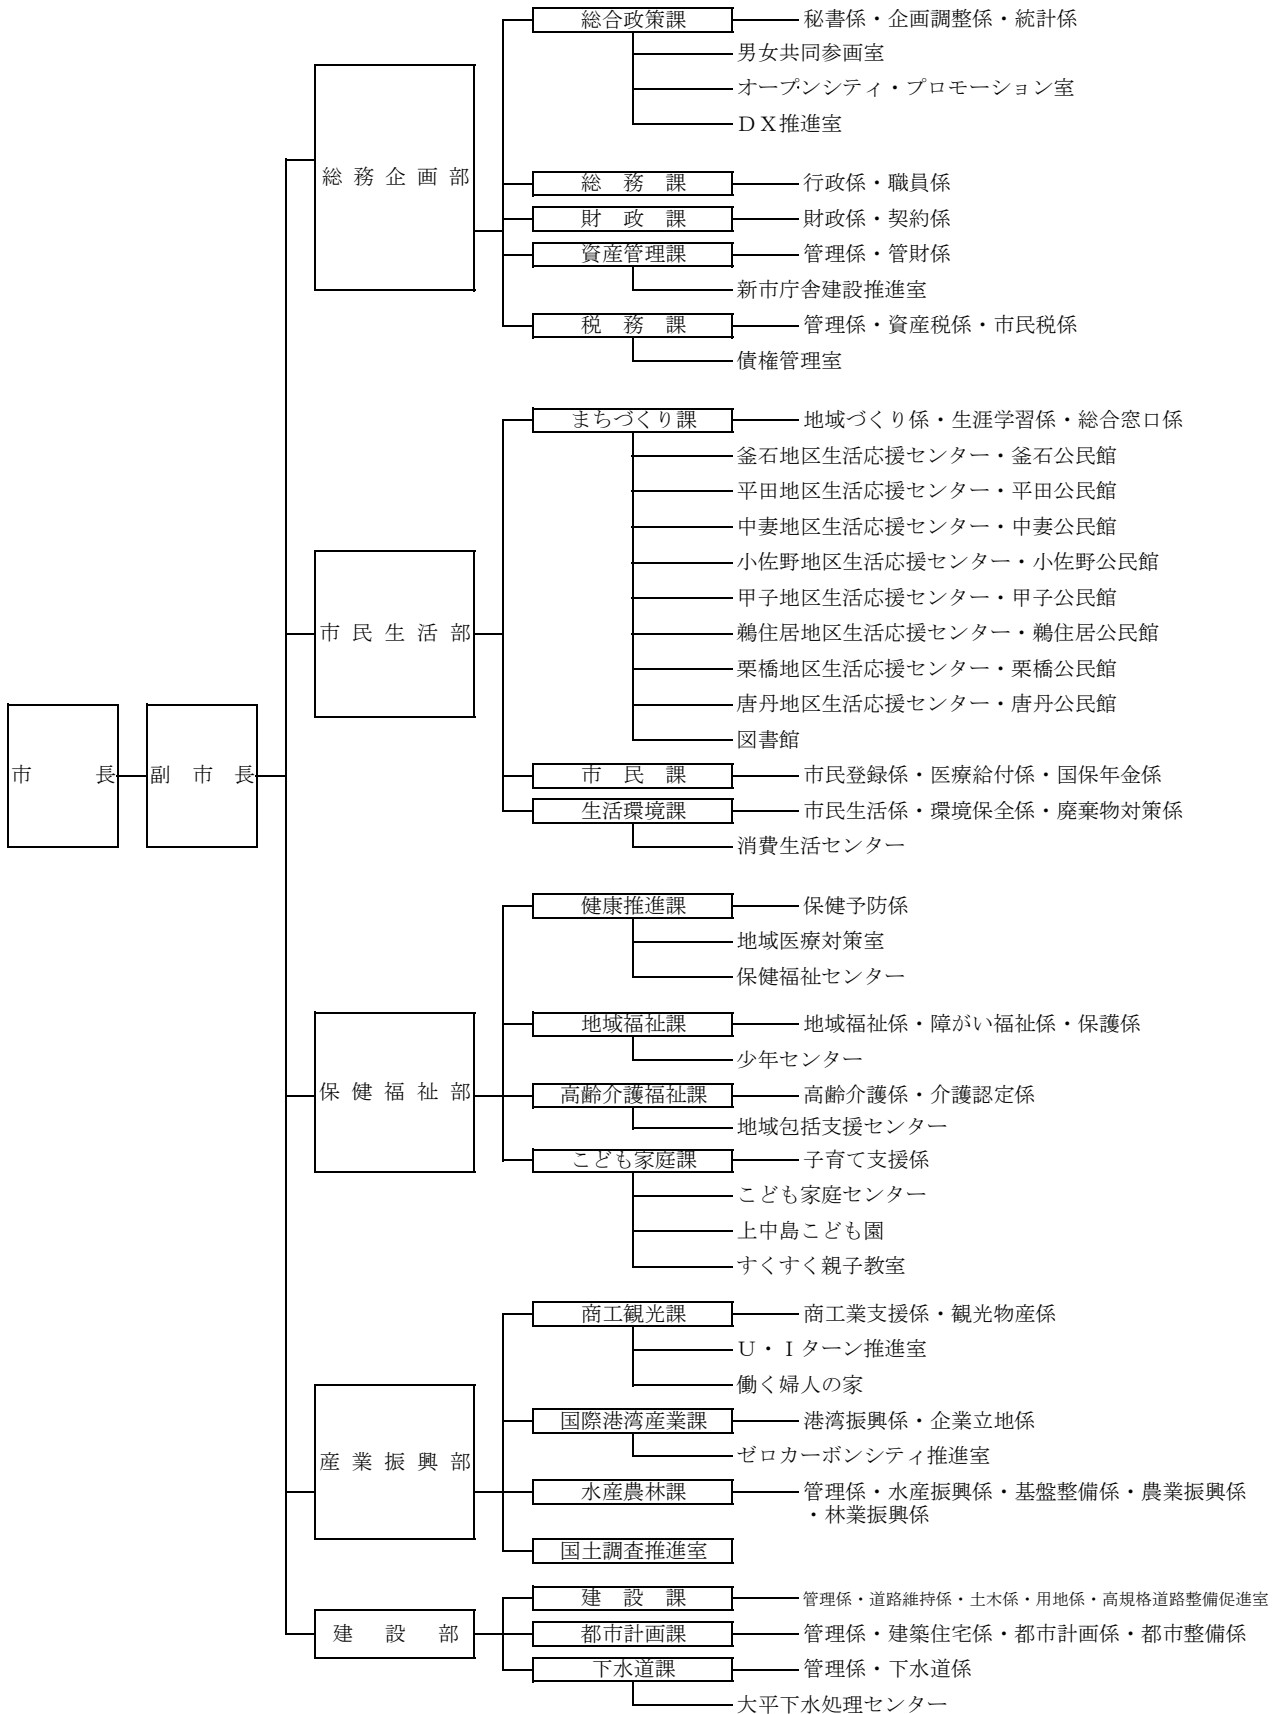 総合政策課　秘書係・企画調整係・統計係
男女共同参画室
オープンシティ・プロモーション室
ＤＸ推進室
総務企画部
総　務　課　行政係・職員係
財　政　課　財政係・契約係
資産管理課　管理係・管財係
新市庁舎建設推進室
税　務　課　管理係・資産税係・市民税係
債権管理室
まちづくり課　地域づくり係・生涯学習係・総合窓口係
釜石地区生活応援センター・釜石公民館
平田地区生活応援センター・平田公民館
中妻地区生活応援センター・中妻公民館
小佐野地区生活応援センター・小佐野公民館
甲子地区生活応援センター・甲子公民館
市民生活部
鵜住居地区生活応援センター・鵜住居公民館
栗橋地区生活応援センター・栗橋公民館
唐丹地区生活応援センター・唐丹公民館
図書館
市　長　副　市　長
市　民　課　市民登録係・医療給付係・国保年金係
生活環境課　市民生活係・環境保全係・廃棄物対策係
消費生活センター
健康推進課　保健予防係
地域医療対策室
保健福祉センター
地域福祉課　地域福祉係・障がい福祉係・保護係
少年センター
保健福祉部
高齢介護福祉課　高齢介護係・介護認定係
地域包括支援センター
こども家庭課　子育て支援係
こども家庭センター
上中島こども園
すくすく親子教室
商工観光課　商工業支援係・観光物産係
Ｕ・Ｉターン推進室
働く婦人の家
国際港湾産業課　港湾振興係・企業立地係
ゼロカーボンシティ推進室
産業振興部
水産農林課　管理係・水産振興係・基盤整備係・農業振興係
・林業振興係
国土調査推進室
建　設　課　管理係・道路維持係・土木係・用地係・高規格道路整備促進室
建　設　部
都市計画課　管理係・建築住宅係・都市計画係・都市整備係
下水道課　管理係・下水道係
大平下水処理センター